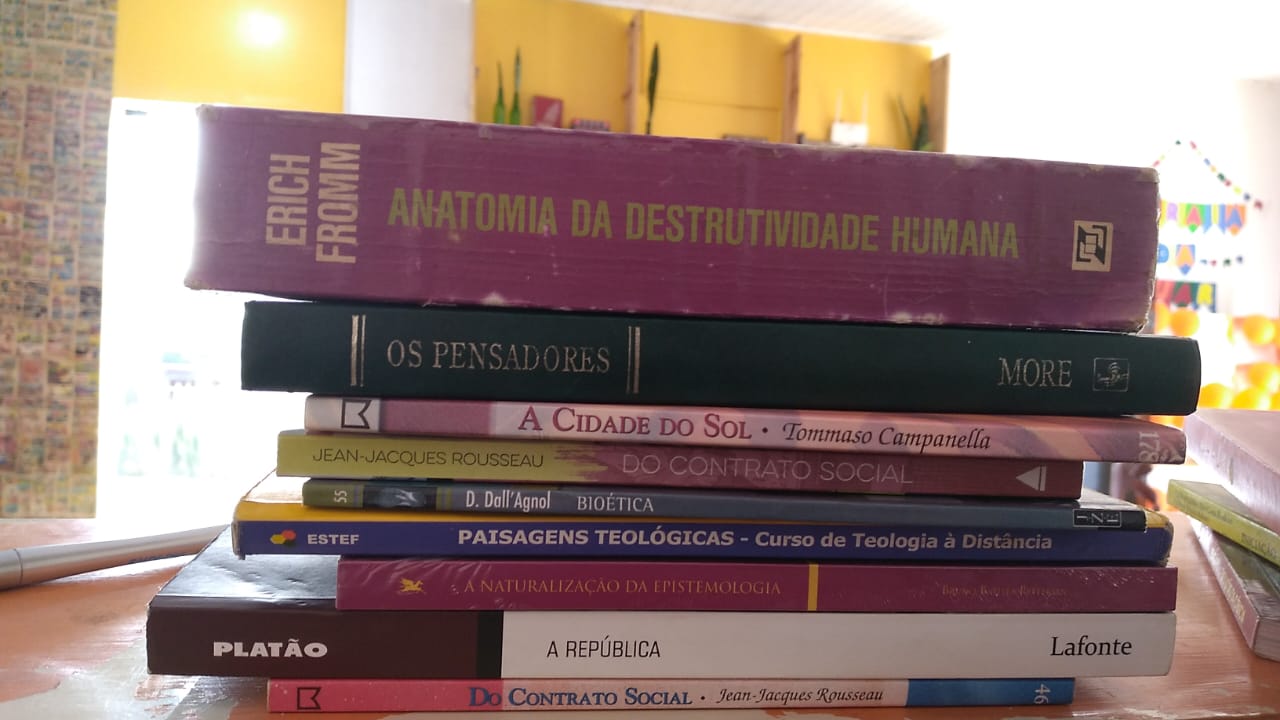 ERICH
FROMM
ANATOMIA DA DESTRUTIVIDADE HUMANA
OS PENSADORES
MORE
A CIDADE DO SOL • Tommaso Campanella
178
JEAN-JACQUES ROUSSEAU
DO CONTRATO SOCIAL
55
D. Dall'Agnol
BIOÉTICA
ESTEF
PAISAGENS TEOLÓGICAS - Curso de Teologia à Distância
A NATURALIZAÇÃO DA EPISTEMOLOGIA
PLATÃO
A REPÚBLICA
Lafonte
DO CONTRATO SOCIAL • Jean-Jacques Rousseau
46